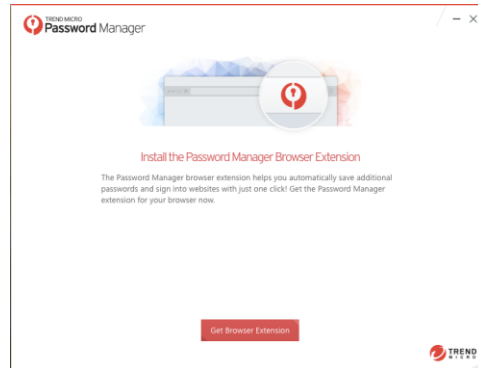 TREND MICRO
Password Manager
Install the Password Manager Browser Extension
The Password Manager browser extension helps you automatically save additional
passwords and sign into websites with just one click! Get the Password Manager
extension for your browser now.
Get Browser Extension
TREND
MICRO